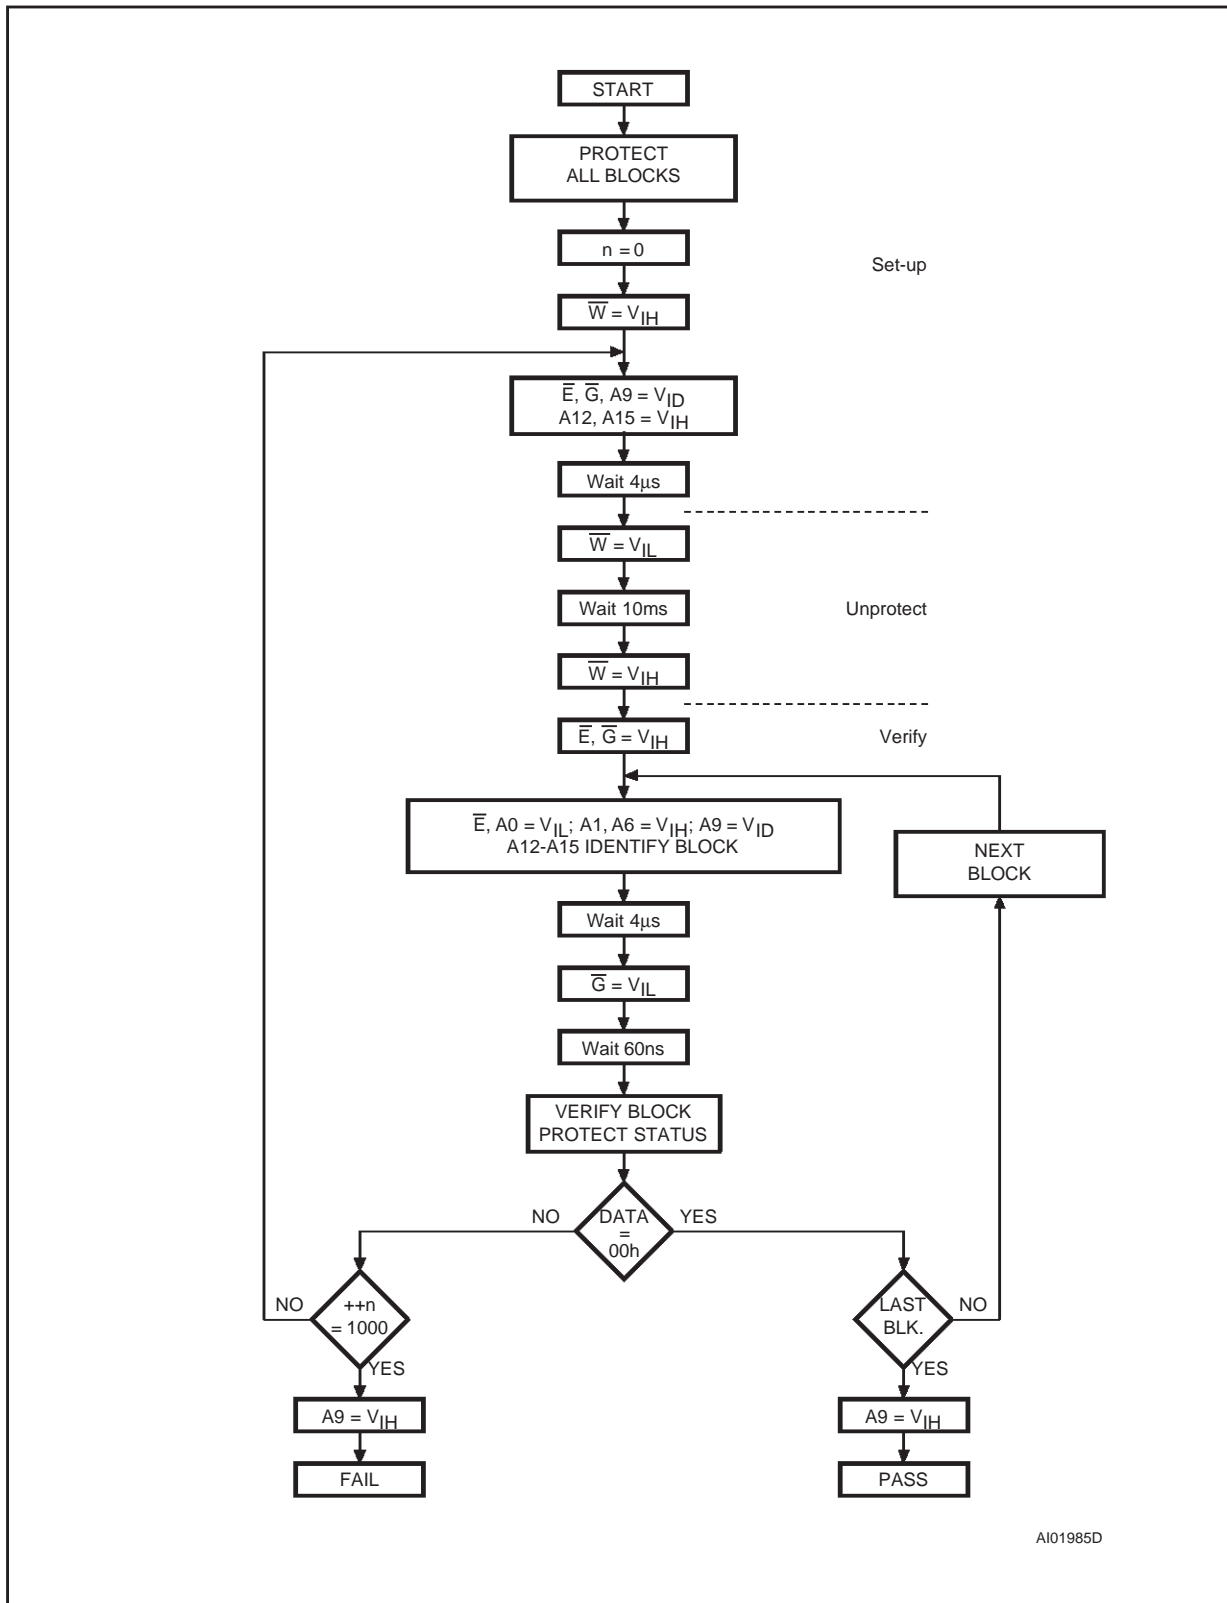 START
PROTECT
ALL BLOCKS
n = 0
Set-up
W̅ = VIH
E̅, G̅, A9 = VID
A12, A15 = VIH
Wait 4µs
W̅ = VIL
Wait 10ms
Unprotect
W̅ = VIH
E̅, G̅ = VIH
Verify
E̅, A0 = VIL; A1, A6 = VIH; A9 = VID
A12-A15 IDENTIFY BLOCK
NEXT
BLOCK
Wait 4µs
G̅ = VIL
Wait 60ns
VERIFY BLOCK
PROTECT STATUS
NO
DATA
=
00h
YES
NO
++n
= 1000
YES
LAST
BLK.
NO
YES
A9 = VIH
A9 = VIH
FAIL
PASS
AI01985D